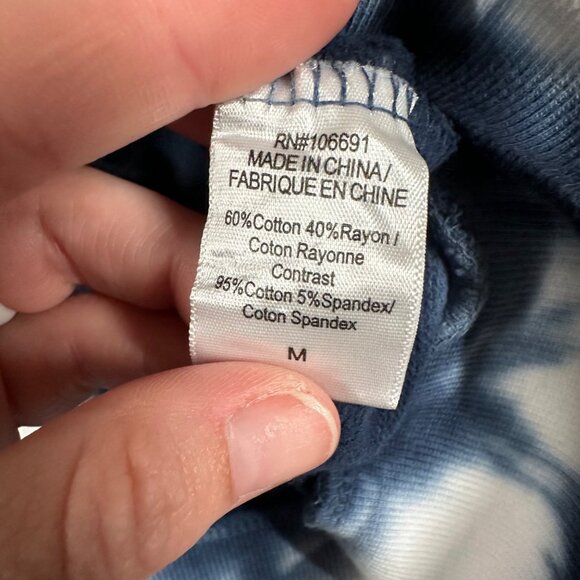 RN#106691
MADE IN CHINA/
FABRIQUE EN CHINE
60%Cotton 40%Rayon/
Coton Rayonne
Contrast
95%Cotton 5%Spandex/
Coton Spandex
M